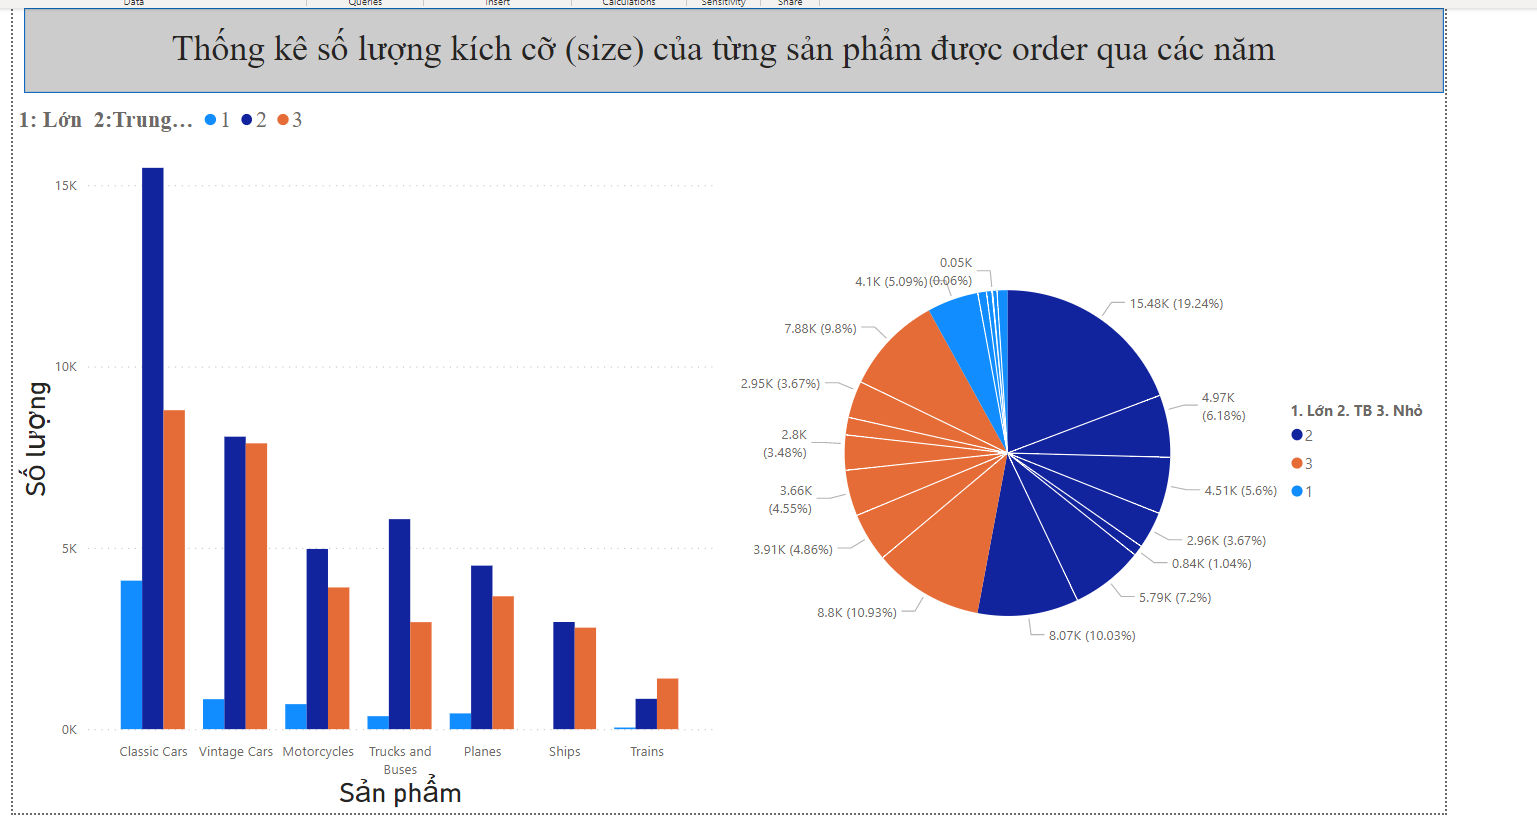 Data Queries Insert Calculations Sensitivity Share
Thống kê số lượng kích cỡ (size) của từng sản phẩm được order qua các năm
1: Lớn 2:Trung... 1 2 3
15K
10K
5K
0K
Số lượng
Classic Cars Vintage Cars Motorcycles Trucks and Buses Planes Ships Trains
Sản phẩm
0.05K
(0.06%)
4.1K (5.09%)
7.88K (9.8%)
2.95K (3.67%)
2.8K
(3.48%)
3.66K
(4.55%)
3.91K (4.86%)
8.8K (10.93%)
15.48K (19.24%)
4.97K
(6.18%)
4.51K (5.6%)
2.96K (3.67%)
0.84K (1.04%)
5.79K (7.2%)
8.07K (10.03%)
1. Lớn 2. TB 3. Nhỏ
2
3
1